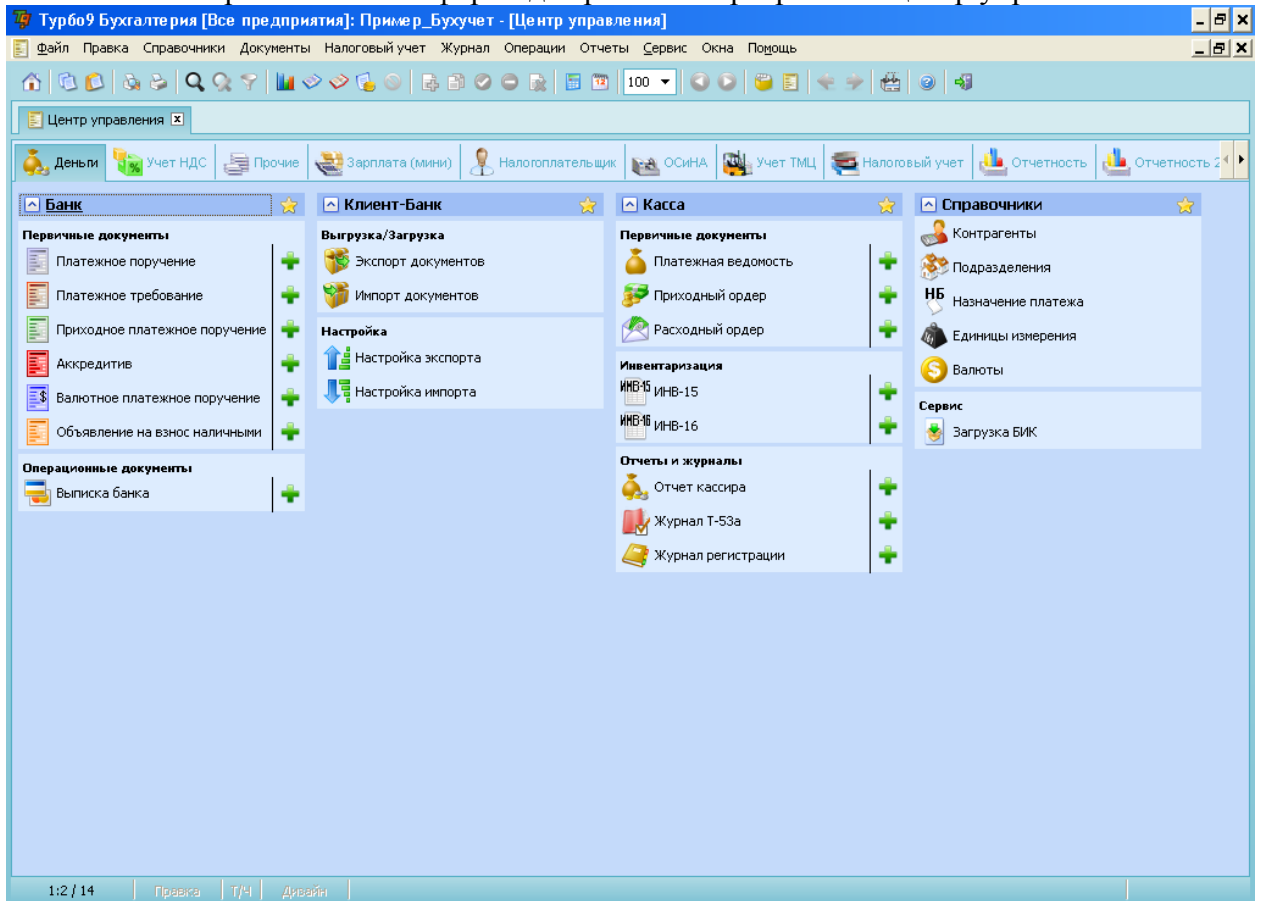 Турбо9 Бухгалтерия [Все предприятия]: Пример_Бухучет - [Центр управления]
Файл Правка Справочники Документы Налоговый учет Журнал Операции Отчеты Сервис Окна Помощь
100
Центр управления
Деньги Учет НДС Прочие Зарплата (мини) Налогоплательщик ОСиНА Учет ТМЦ Налоговый учет Отчетность Отчетность 2
Банк
Первичные документы
Платежное поручение
Платежное требование
Приходное платежное поручение
Аккредитив
Валютное платежное поручение
Объявление на взнос наличными
Операционные документы
Выписка банка
Клиент-Банк
Выгрузка/Загрузка
Экспорт документов
Импорт документов
Настройка
Настройка экспорта
Настройка импорта
Касса
Первичные документы
Платежная ведомость
Приходный ордер
Расходный ордер
Инвентаризация
ИНВ-15 ИНВ-15
ИНВ-16 ИНВ-16
Отчеты и журналы
Отчет кассира
Журнал Т-53а
Журнал регистрации
Справочники
Контрагенты
Подразделения
НБ Назначение платежа
Единицы измерения
Валюты
Сервис
Загрузка БИК
1:2 / 14 Правка Т/Ч Дизайн